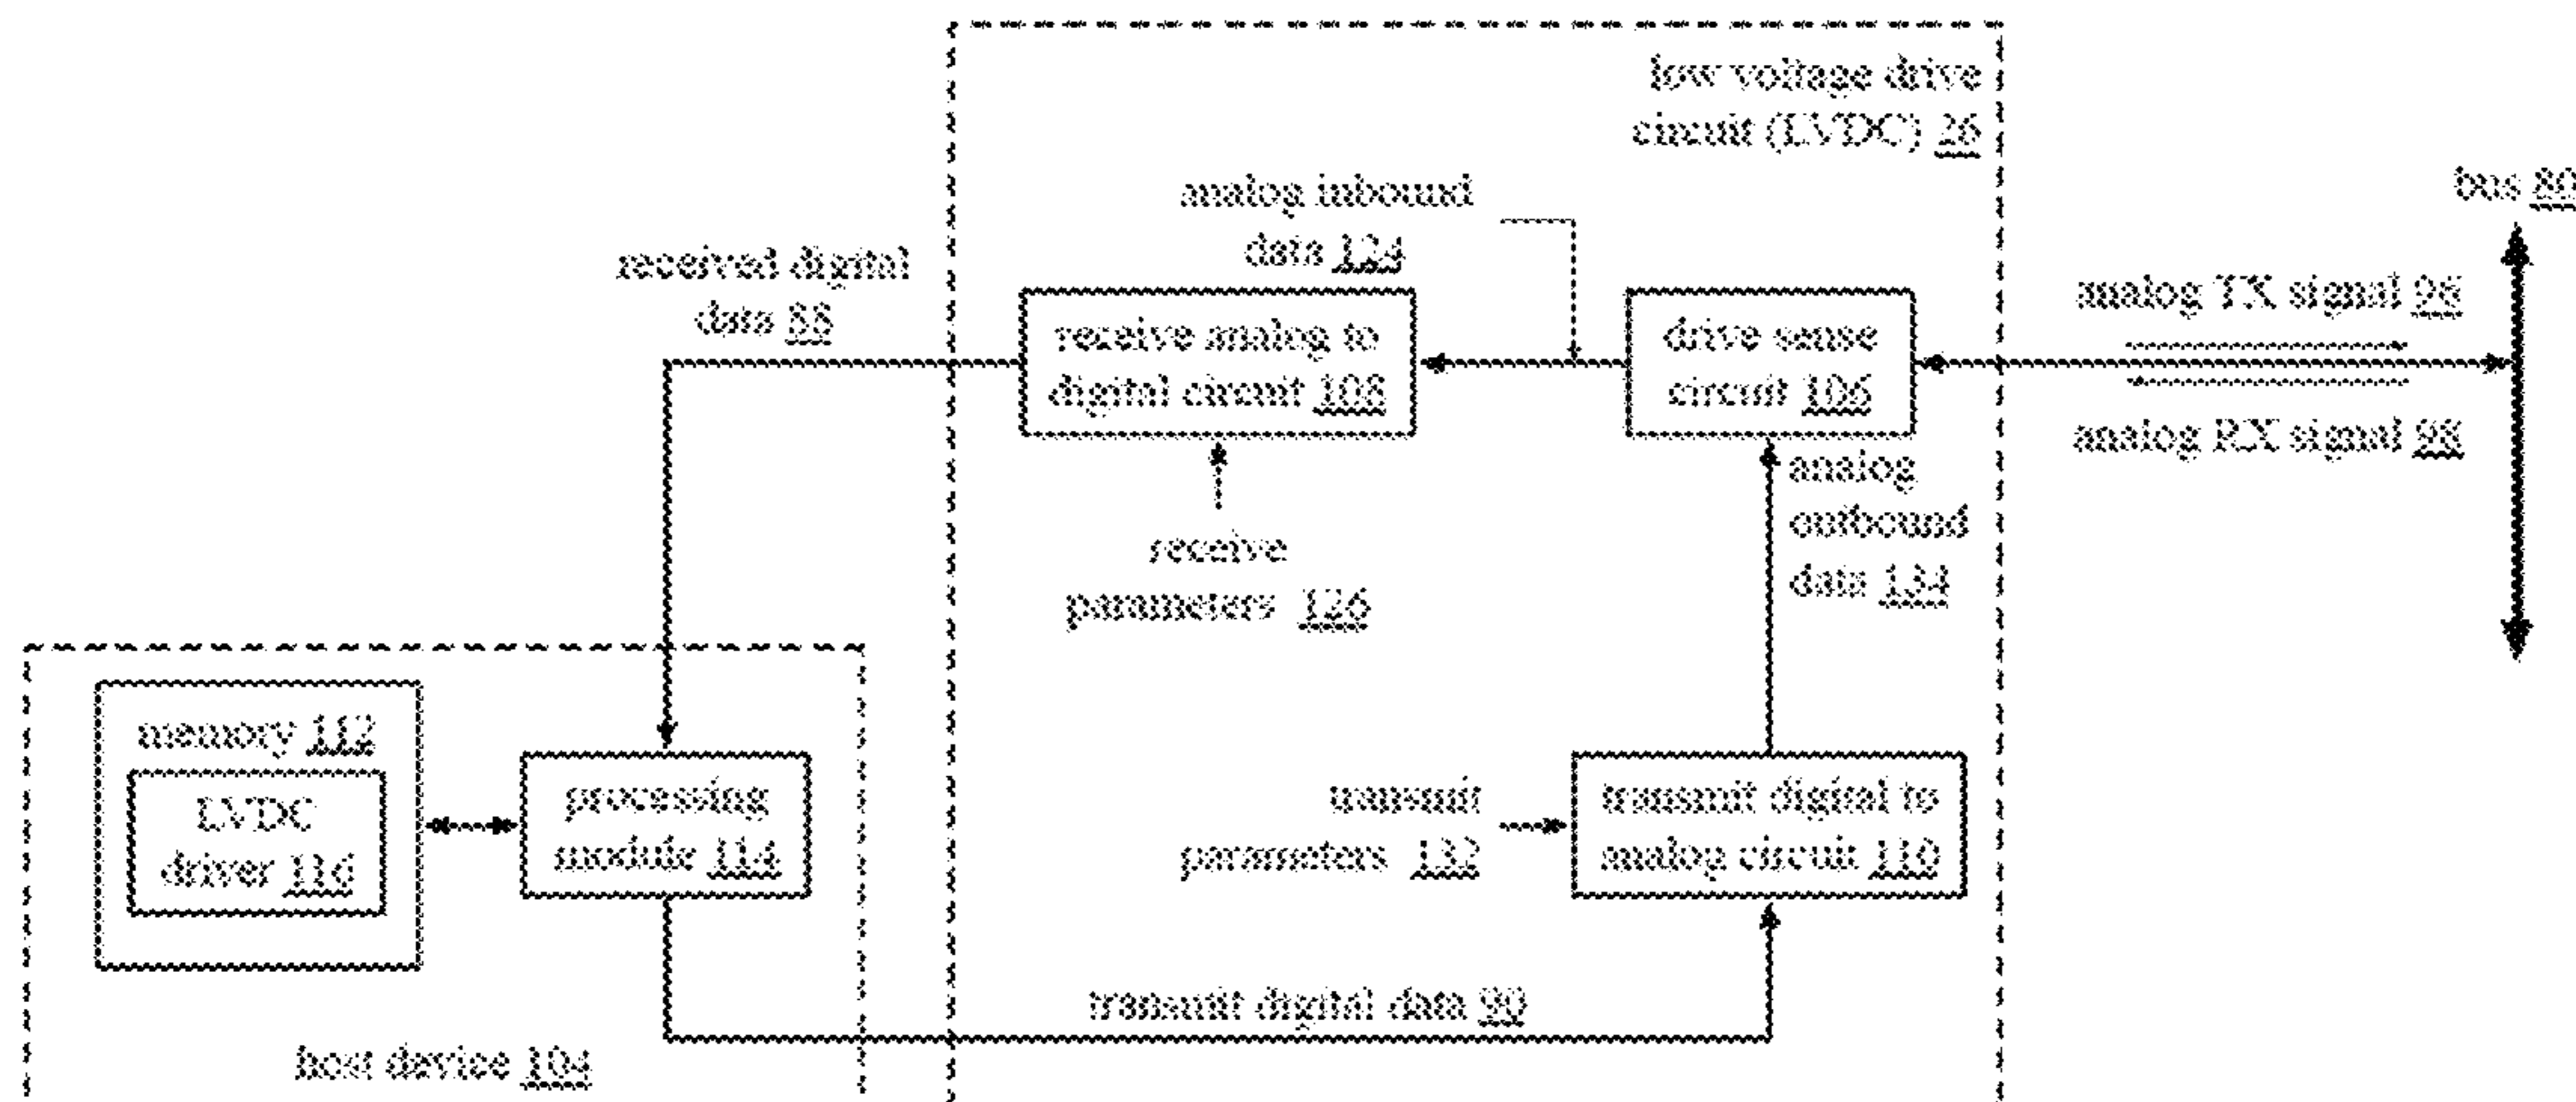 low voltage drive
circuit (LVDC) 26
bus 80
analog inbound
data 124
received digital
data 88
receive analog to
digital circuit 108
drive sense
circuit 106
analog TX signal 96
analog RX signal 98
analog
outbound
data 134
receive
parameters 126
memory 112
LVDC
driver 116
processing
module 114
transmit
parameters 132
transmit digital to
analog circuit 110
transmit digital data 90
host device 104